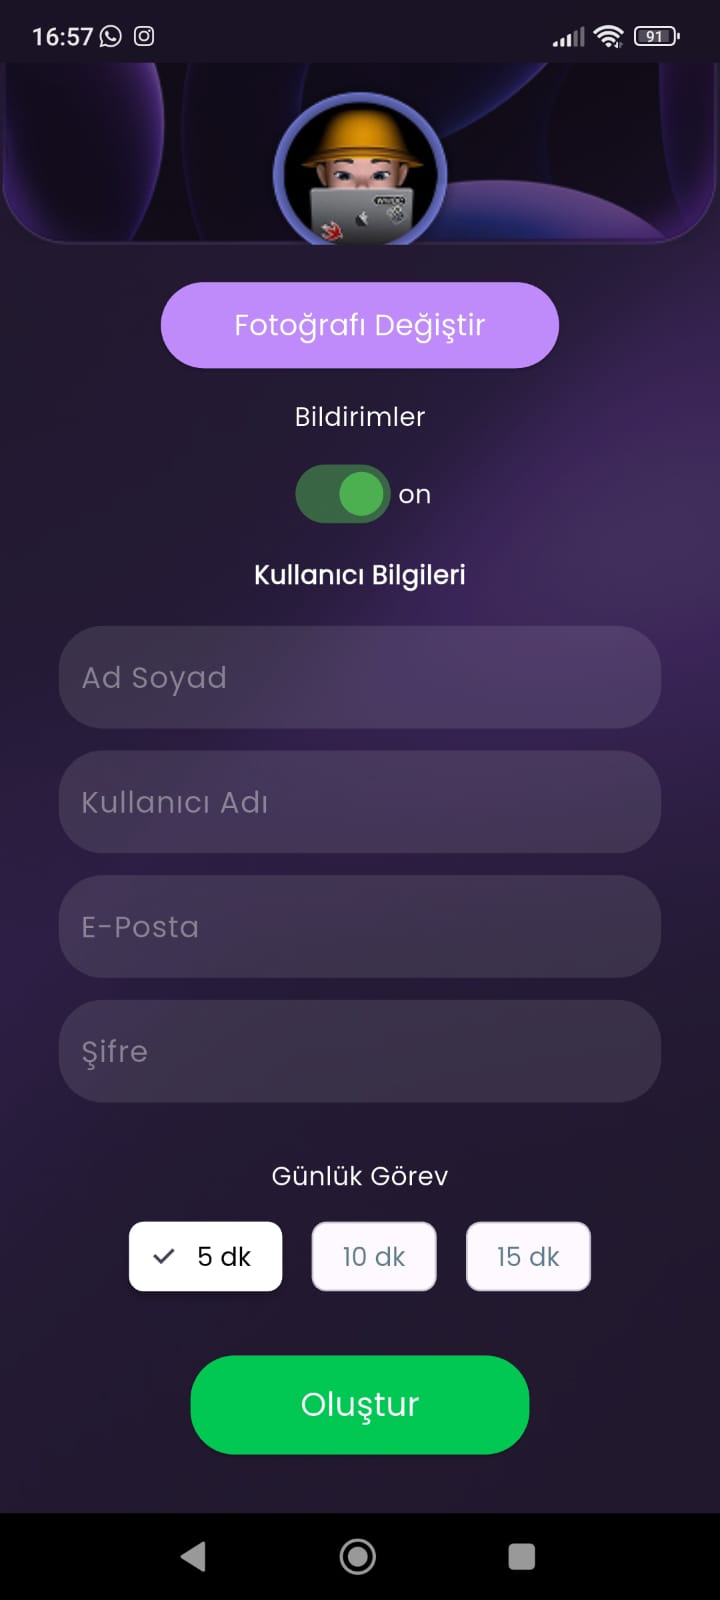 16:57
91
Fotoğrafı Değiştir
Bildirimler
on
Kullanıcı Bilgileri
Ad Soyad
Kullanıcı Adı
E-Posta
Şifre
Günlük Görev
5 dk 10 dk 15 dk
Oluştur